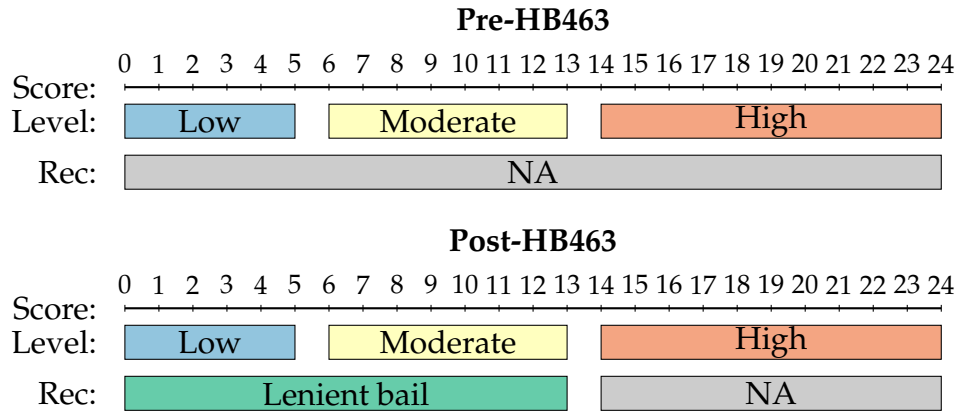 Pre-HB463
0 1 2 3 4 5 6 7 8 9 10 11 12 13 14 15 16 17 18 19 20 21 22 23 24
Score:
Level: Low Moderate High
Rec: NA
Post-HB463
0 1 2 3 4 5 6 7 8 9 10 11 12 13 14 15 16 17 18 19 20 21 22 23 24
Score:
Level: Low Moderate High
Rec: Lenient bail NA